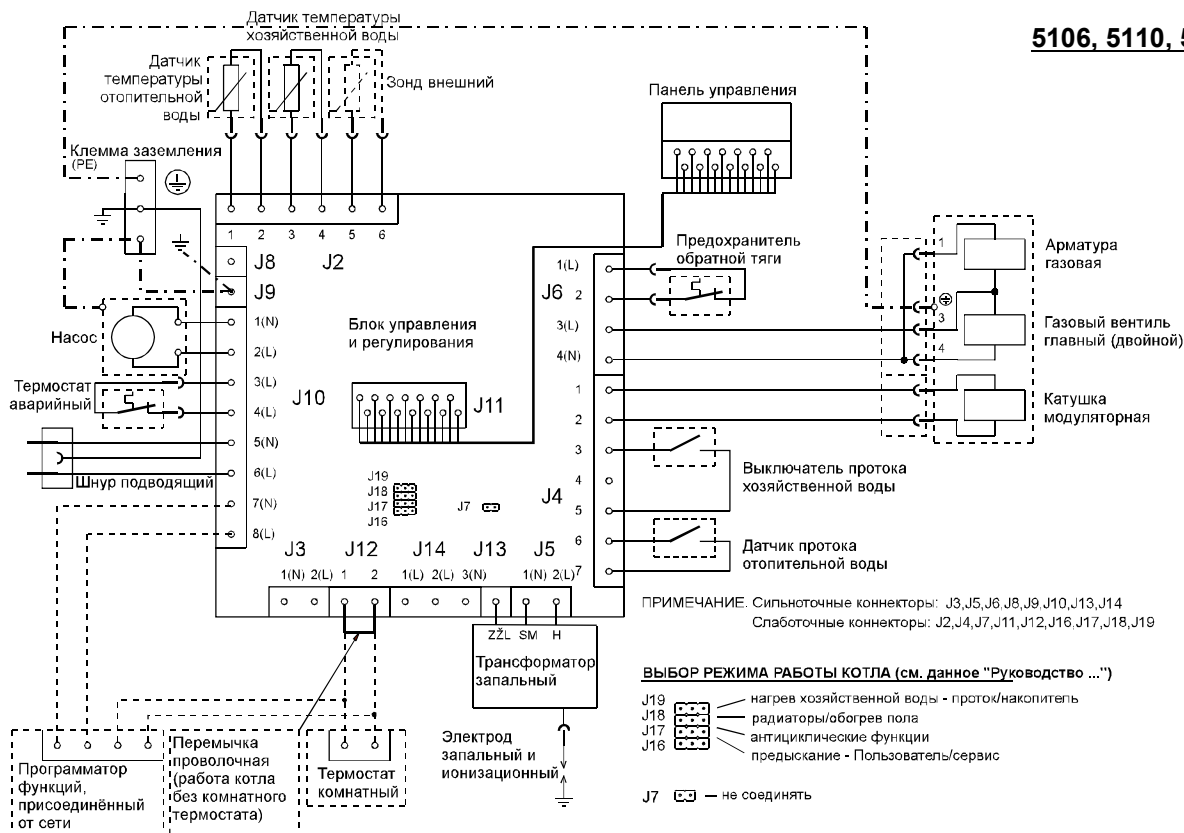 Датчик температуры
хозяйственной воды
5106, 5110,
Датчик
температуры
отопительной
воды
Зонд внешний
Панель управления
Клемма заземления
(PE)
1 2 3 4 5 6
J8 J2
J9
Предохранитель
обратной тяги
1(L)
J6 2
3(L)
4(N)
1
3
4
Арматура
газовая
Газовый вентиль
главный (двойной)
Катушка
модуляторная
Насос
1(N)
2(L)
3(L)
4(L)
5(N)
6(L)
7(N)
8(L)
J10
Блок управления
и регулирования
J11
Термостат
аварийный
Шнур подводящий
J19
J18
J17
J16
J7
1
2
3
4
5
6
7
J4
Выключатель протока
хозяйственной воды
Датчик протока
отопительной воды
J3 J12 J14 J13 J5
1(N) 2(L) 1 2 1(L) 2(L) 3(N) 1(N) 2(L)
ZŽL SM H
Трансформатор
запальный
ПРИМЕЧАНИЕ. Сильноточные коннекторы: J3,J5,J6,J8,J9,J10,J13,J14
Слаботочные коннекторы: J2,J4,J7,J11,J12,J16,J17,J18,J19
ВЫБОР РЕЖИМА РАБОТЫ КОТЛА (см. данное "Руководство ...")
J19 нагрев хозяйственной воды - проток/накопитель
J18 радиаторы/обогрев пола
J17 антициклические функции
J16 предыскание - Пользователь/сервис
J7 — не соединять
Электрод
запальный и
ионизационный
Программатор
функций,
присоединённый
от сети
Перемычка
проволочная
(работа котла
без комнатного
термостата)
Термостат
комнатный